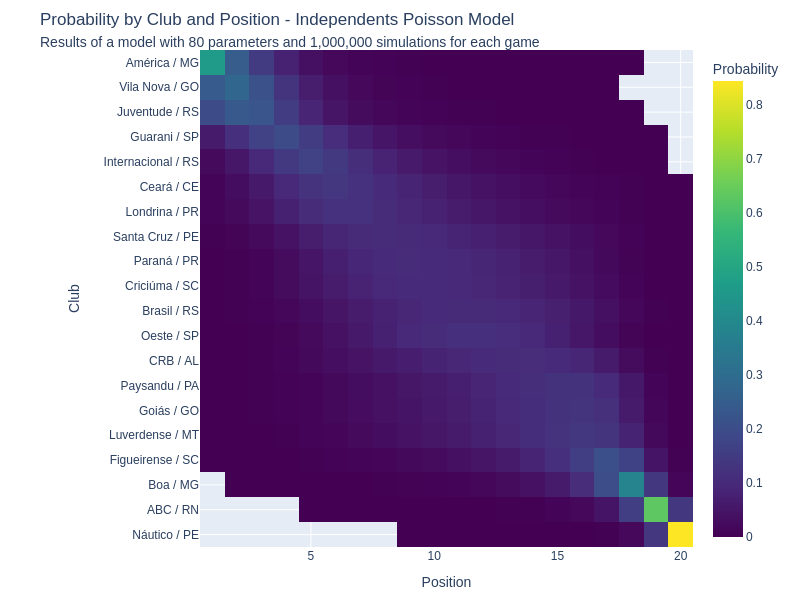 Probability by Club and Position - Independents Poisson Model
Results of a model with 80 parameters and 1,000,000 simulations for each game
Probability
América / MG
Vila Nova / GO
Juventude / RS
Guarani / SP
Internacional / RS
Ceará / CE
Londrina / PR
Santa Cruz / PE
Paraná / PR
Criciúma / SC
Brasil / RS
Oeste / SP
CRB / AL
Paysandu / PA
Goiás / GO
Luverdense / MT
Figueirense / SC
Boa / MG
ABC / RN
Náutico / PE
Club
5
10
15
20
Position
0.8
0.7
0.6
0.5
0.4
0.3
0.2
0.1
0